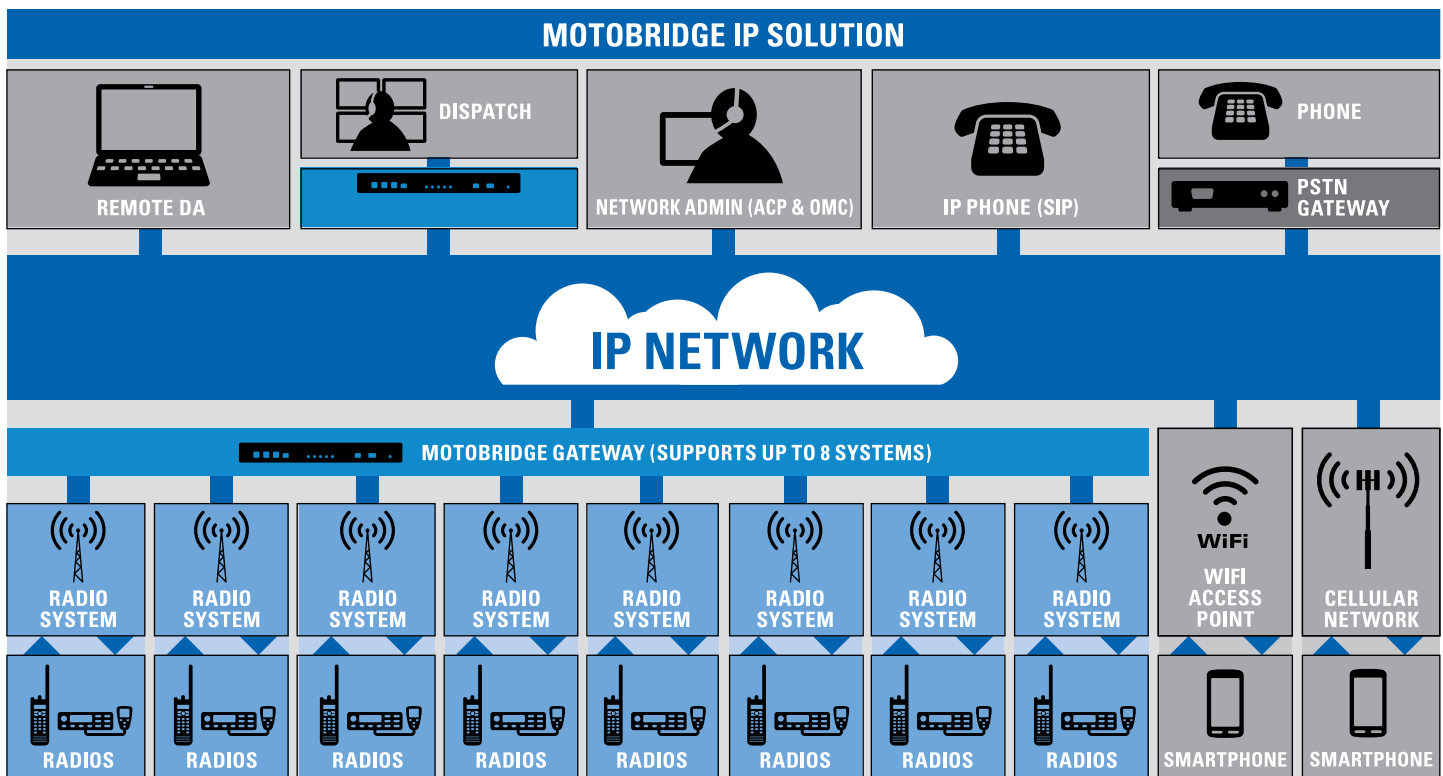 MOTOBRIDGE IP SOLUTION
REMOTE DA
DISPATCH
NETWORK ADMIN (ACP & OMC)
IP PHONE (SIP)
PHONE
PSTN
GATEWAY
IP NETWORK
MOTOBRIDGE GATEWAY (SUPPORTS UP TO 8 SYSTEMS)
RADIO
SYSTEM
RADIO
SYSTEM
RADIO
SYSTEM
RADIO
SYSTEM
RADIO
SYSTEM
RADIO
SYSTEM
RADIO
SYSTEM
RADIO
SYSTEM
WiFi
WIFI
ACCESS
POINT
CELLULAR
NETWORK
RADIOS
RADIOS
RADIOS
RADIOS
RADIOS
RADIOS
RADIOS
RADIOS
SMARTPHONE
SMARTPHONE